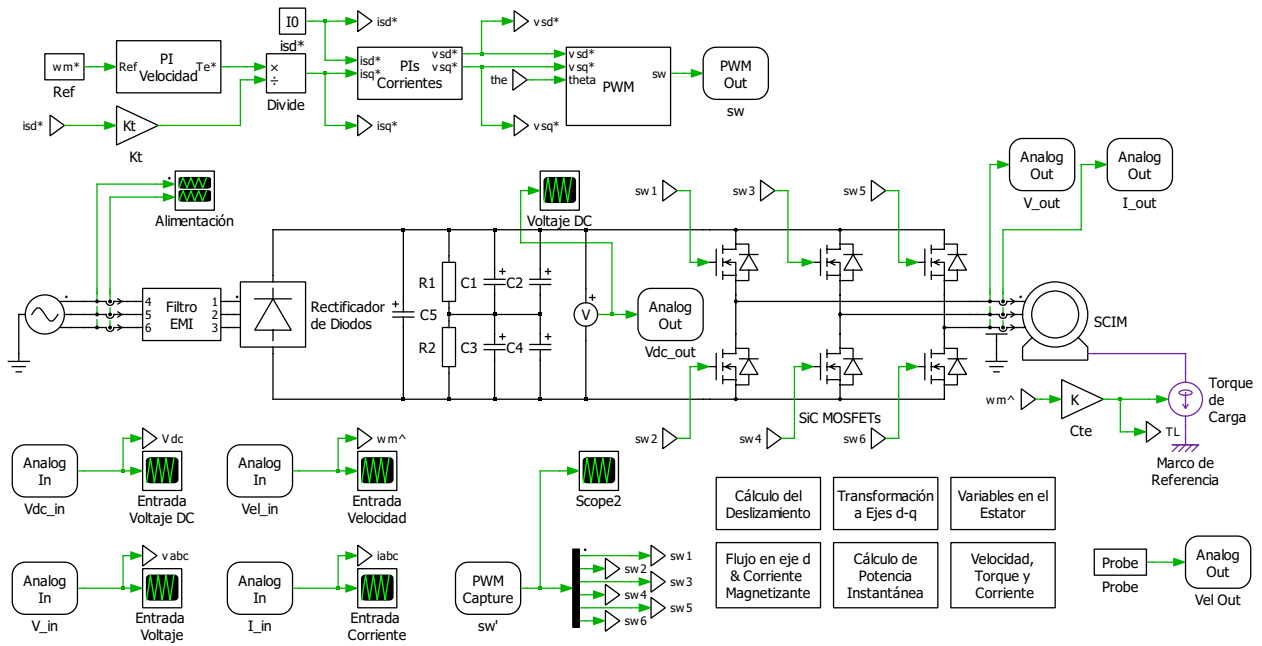 I0
isd*
isd*
vsd*
wm*
Ref
Ref
PI
Velocidad
Te*
×
÷
Divide
isd*
isq*
PIs
Corrientes
vsd*
vsq*
the
vsd*
vsq*
theta
PWM
sw
PWM
Out
sw
isd*
Kt
Kt
isq*
vsq*
Alimentación
Voltaje DC
sw1
sw3
sw5
Analog
Out
V_out
Analog
Out
I_out
4
5
6
Filtro
EMI
1
2
3
Rectificador
de Diodos
+
C5
R1
C1
+
C2
+
R2
C3
+
C4
+
+
V
Analog
Out
Vdc_out
SCIM
sw2
sw4
sw6
SiC MOSFETs
wm^
K
Cte
TL
Torque
de
Carga
Marco de
Referencia
Analog
In
Vdc_in
Vdc
Entrada
Voltaje DC
Analog
In
Vel_in
wm^
Entrada
Velocidad
Scope2
Cálculo del
Deslizamiento
Transformación
a Ejes d-q
Variables en el
Estator
Analog
In
V_in
vabc
Entrada
Voltaje
Analog
In
I_in
iabc
Entrada
Corriente
PWM
Capture
sw'
sw1
sw2
sw3
sw4
sw5
sw6
Flujo en eje d
& Corriente
Magnetizante
Cálculo de
Potencia
Instantánea
Velocidad,
Torque y
Corriente
Probe
Probe
Analog
Out
Vel Out